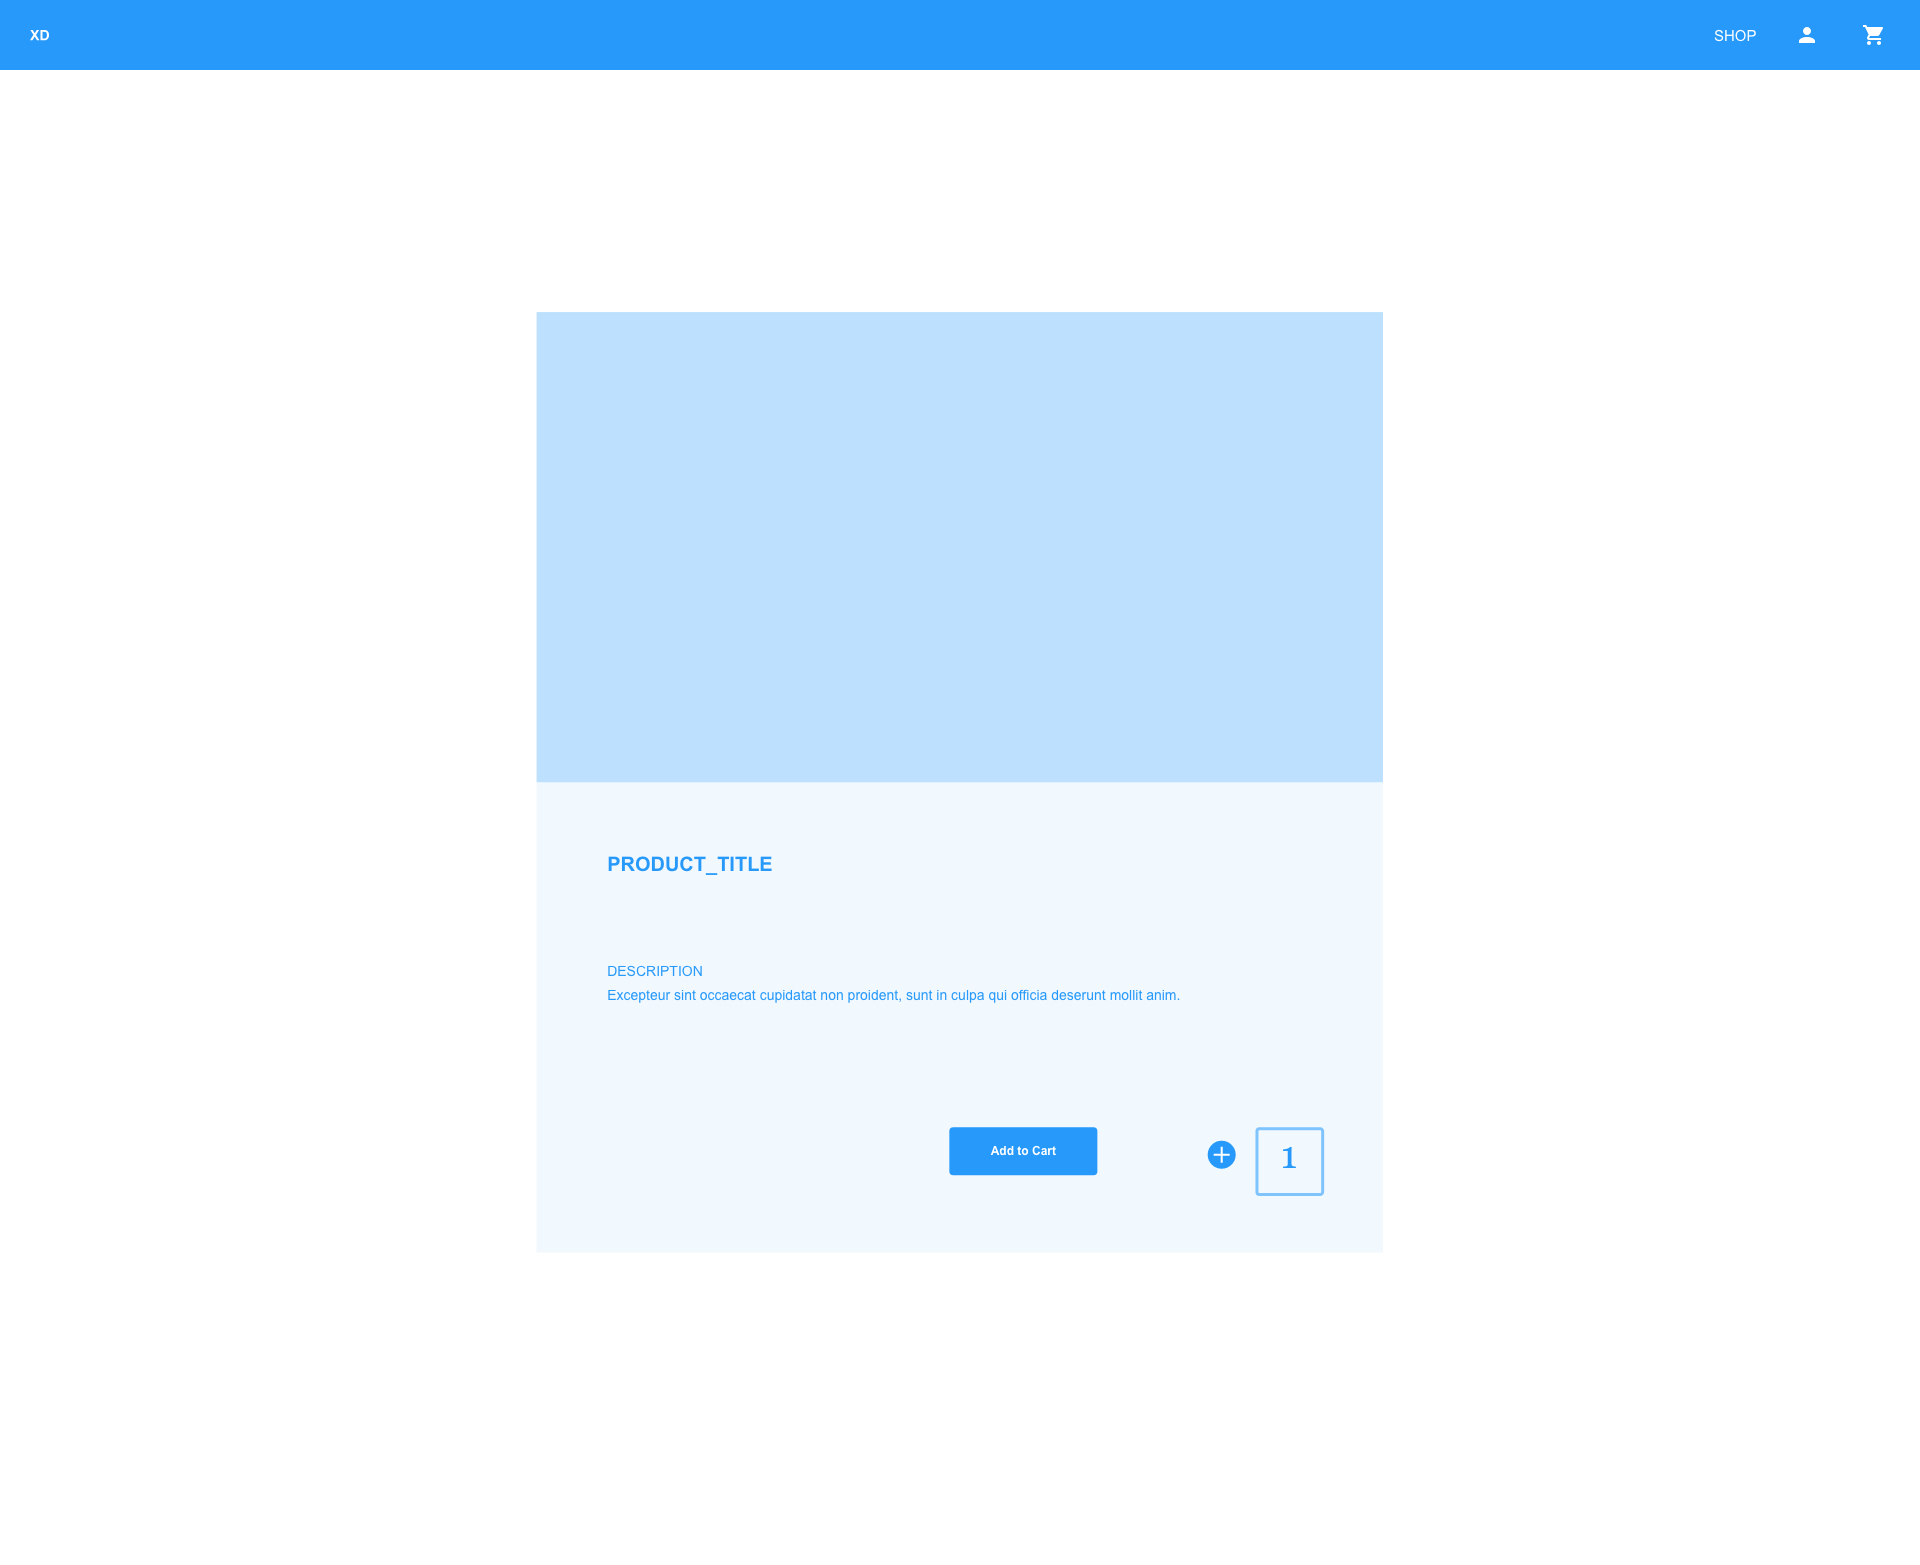 XD
SHOP
PRODUCT_TITLE
DESCRIPTION
Excepteur sint occaecat cupidatat non proident, sunt in culpa qui officia deserunt mollit anim.
Add to Cart
1